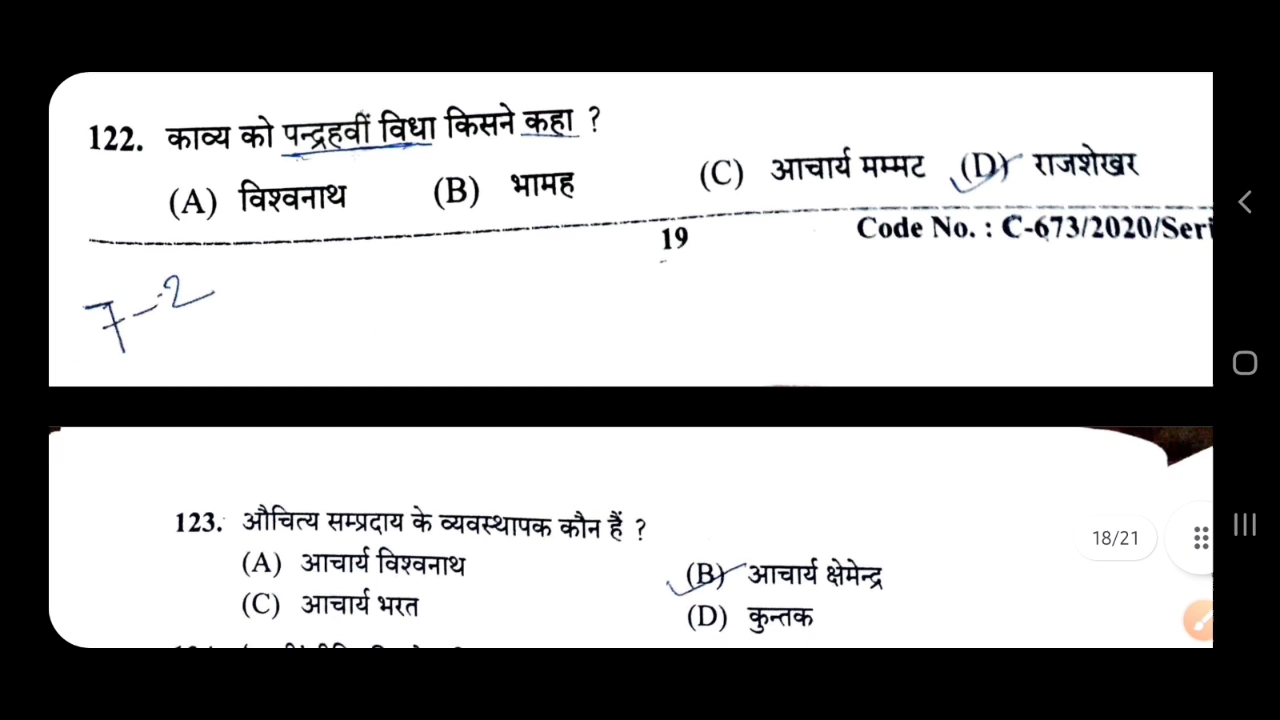 122. काव्य को पन्द्रहवीं विधा किसने कहा ?
(A) विश्वनाथ (B) भामह (C) आचार्य मम्मट (D) राजशेखर
19 Code No. : C-673/2020/Seri
7-2
123. औचित्य सम्प्रदाय के व्यवस्थापक कौन हैं ?
(A) आचार्य विश्वनाथ (B) आचार्य क्षेमेन्द्र
18/21
(C) आचार्य भरत (D) कुन्तक